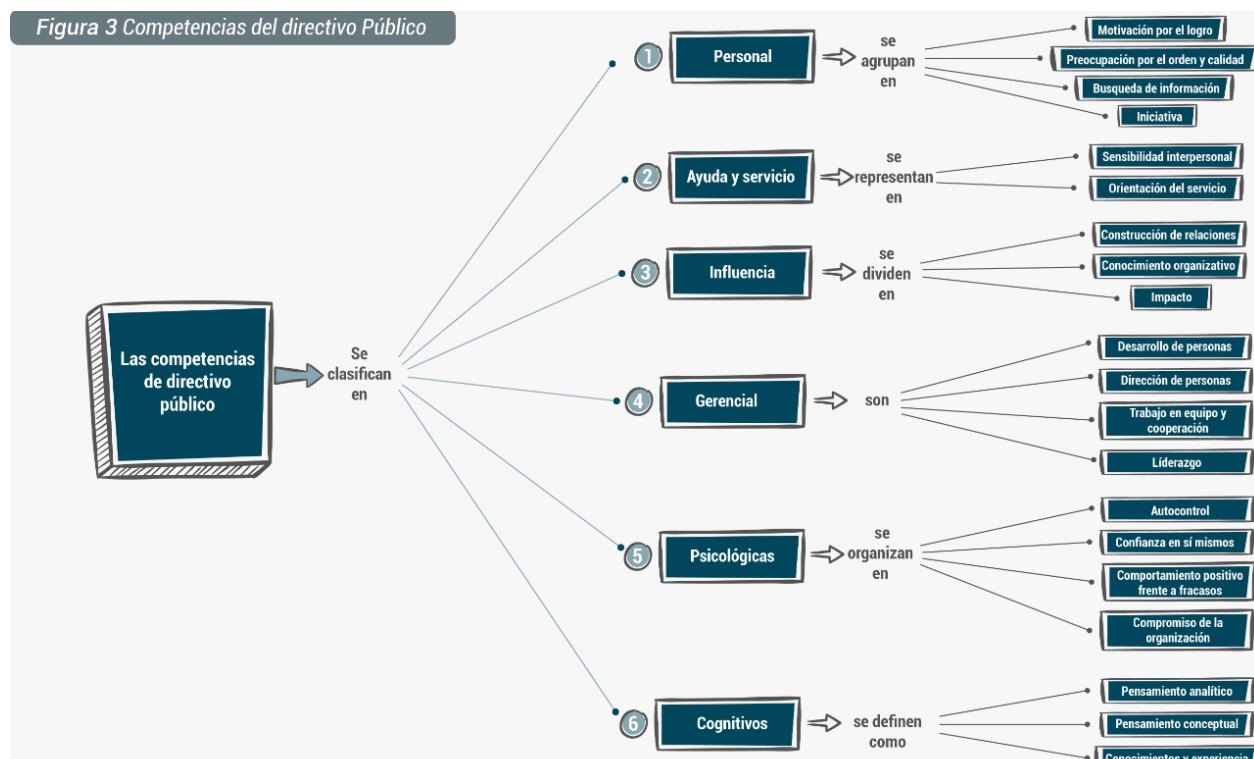 Figura 3 Competencias del directivo Público
Las competencias
de directivo
público
Se
clasifican
en
1
Personal
se
agrupan
en
Motivación por el logro
Preocupación por el orden y calidad
Busqueda de información
Iniciativa
2
Ayuda y servicio
se
representan
en
Sensibilidad interpersonal
Orientación del servicio
3
Influencia
se
dividen
en
Construcción de relaciones
Conocimiento organizativo
Impacto
4
Gerencial
son
Desarrollo de personas
Dirección de personas
Trabajo en equipo y
cooperación
Líderazgo
5
Psicológicas
se
organizan
en
Autocontrol
Confianza en sí mismos
Comportamiento positivo
frente a fracasos
Compromiso de la
organización
6
Cognitivos
se definen
como
Pensamiento analítico
Pensamiento conceptual
Conocimientos y experiencia